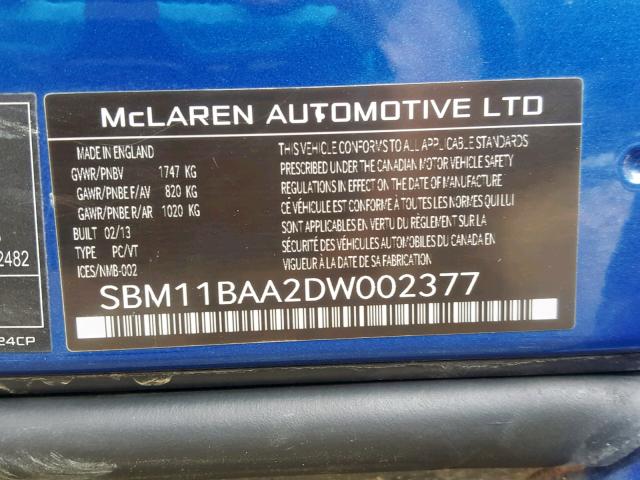 McLAREN AUTOMOTIVE LTD
MADE IN ENGLAND
GVWR/PNBV 1747 KG
GAWR/PNBE F/AV 820 KG
GAWR/PNBE R/AR 1020 KG
BUILT 02/13
TYPE PC/VT
ICES/NMB-002
THIS VEHICLE CONFORMS TO ALL APPLICABLE STANDARDS
PRESCRIBED UNDER THE CANADIAN MOTOR VEHICLE SAFETY
REGULATIONS IN EFFECT ON THE DATE OF MANUFACTURE
CÉ VÉHICULE EST CONFORME À TOUTES LES NORMES QUI LUI
SONT APPLICABLES EN VERTU DU RÈGLEMENT SUR LA
SÉCURITÉ DES VÉHICULES AUTOMOBILES DU CANADA EN
VIGUEUR À LA DATE DE SA FABRICATION
SBM11BAA2DW002377
2482
24CP